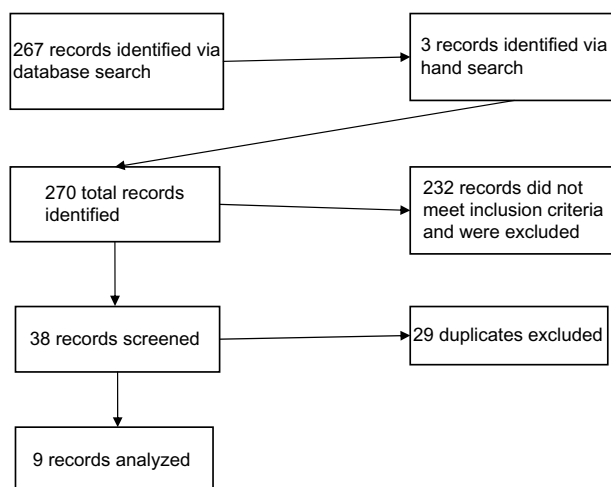 267 records identified via
database search
3 records identified via
hand search
270 total records
identified
232 records did not
meet inclusion criteria
and were excluded
38 records screened
29 duplicates excluded
9 records analyzed